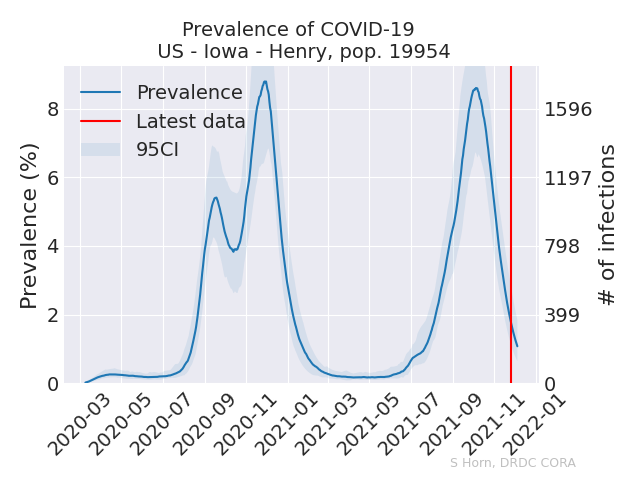 Prevalence of COVID-19
US - Iowa - Henry, pop. 19954
Prevalence
Latest data
95CI
Prevalence (%)
0
2
4
6
8
# of infections
0
399
798
1197
1596
2020-03
2020-05
2020-07
2020-09
2020-11
2021-01
2021-03
2021-05
2021-07
2021-09
2021-11
2022-01
S Horn, DRDC CORA